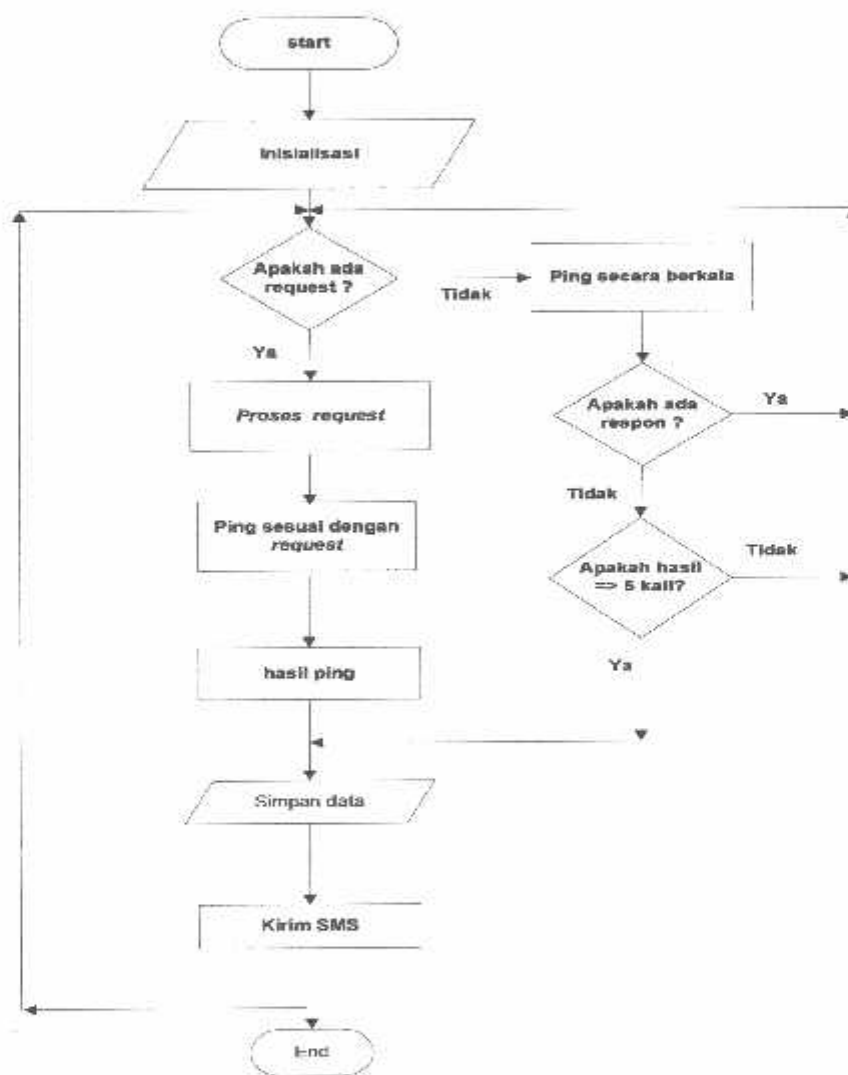 start
Inisialisasi
Apakah ada
request ?
Tidak
Ping secara berkala
Ya
Proses request
Apakah ada
respon ?
Ya
Tidak
Ping sesuai dengan
request
Apakah hasil
=> 5 kali?
Tidak
Ya
hasil ping
Simpan data
Kirim SMS
End